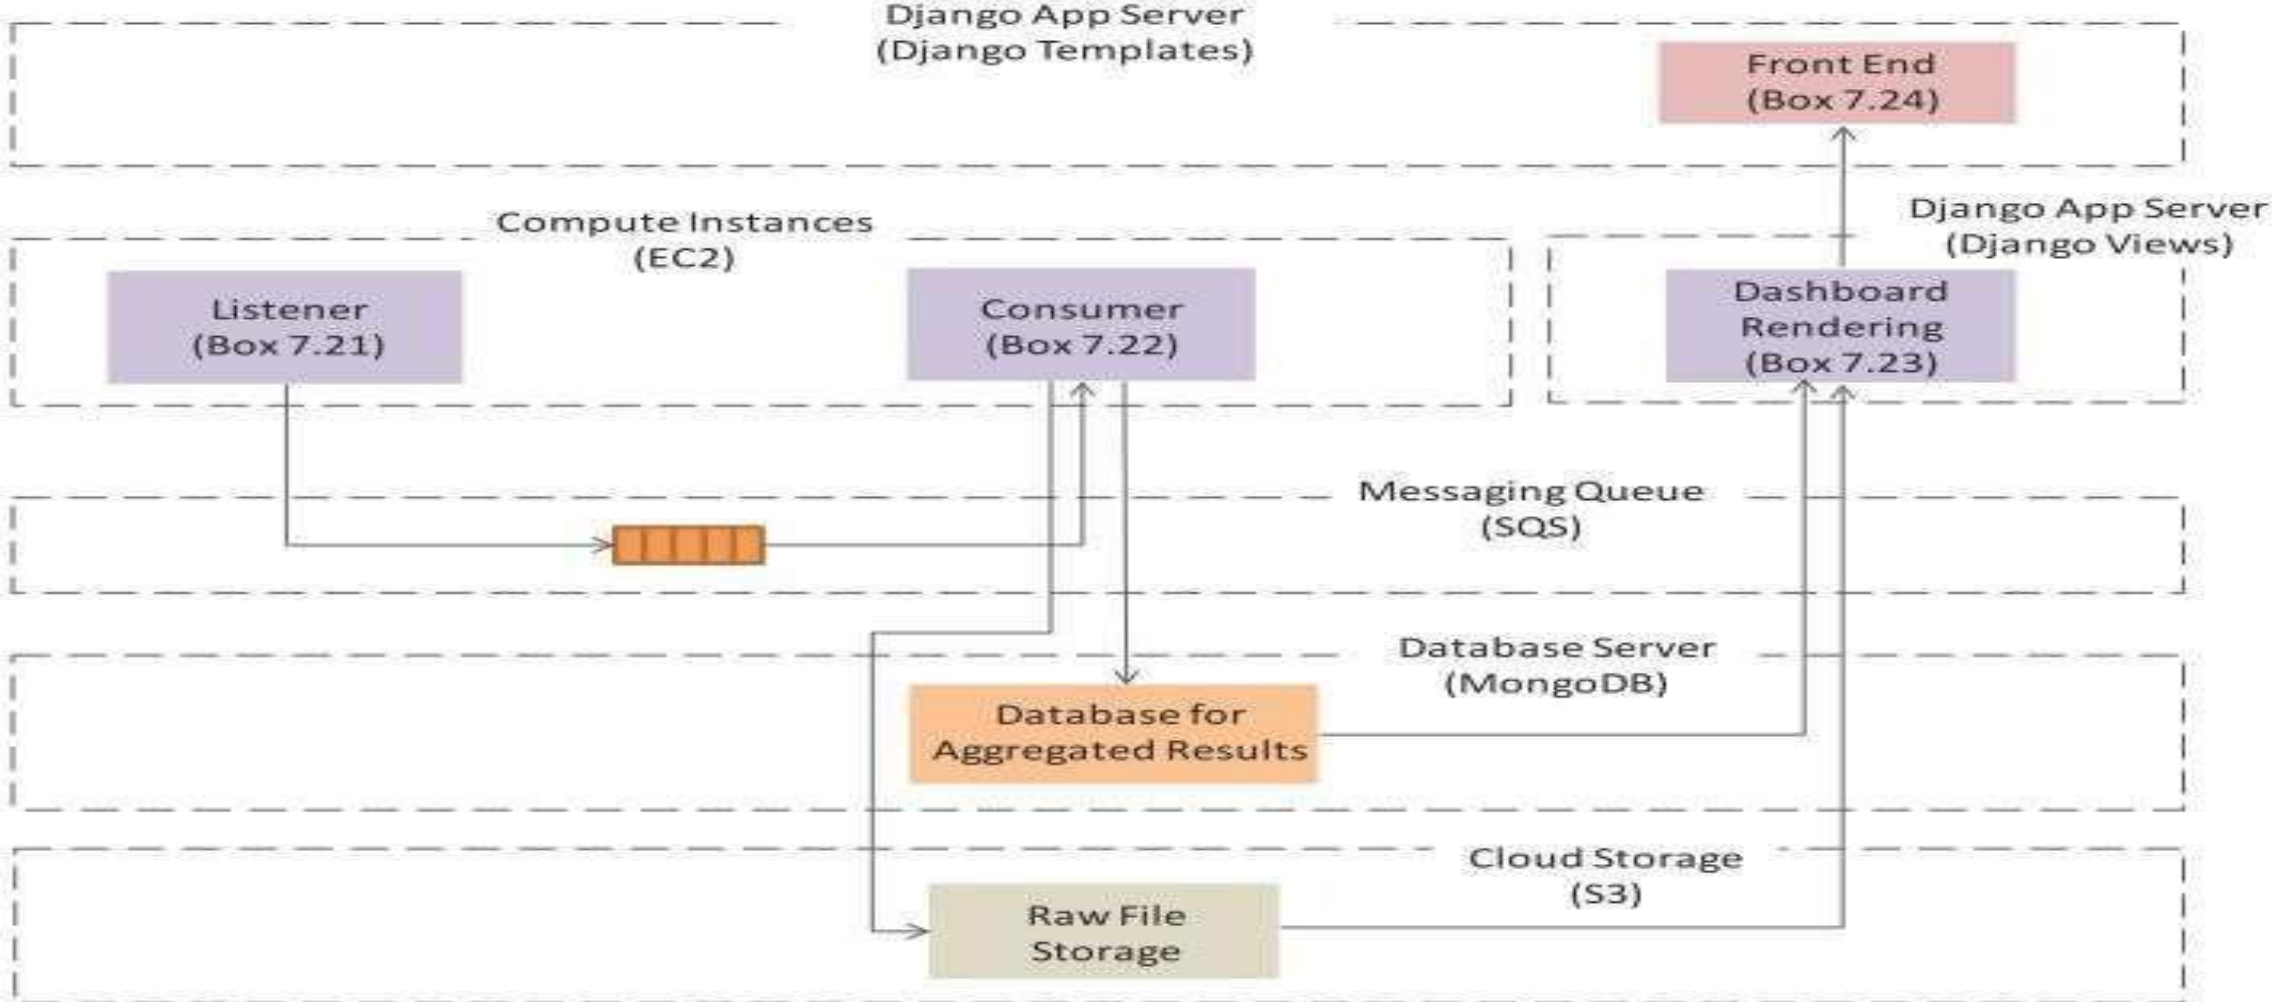 Django App Server
(Django Templates)
Front End
(Box 7.24)
Compute Instances
(EC2)
Django App Server
(Django Views)
Listener
(Box 7.21)
Consumer
(Box 7.22)
Dashboard
Rendering
(Box 7.23)
Messaging Queue
(SQS)
Database Server
(MongoDB)
Database for
Aggregated Results
Cloud Storage
(S3)
Raw File
Storage